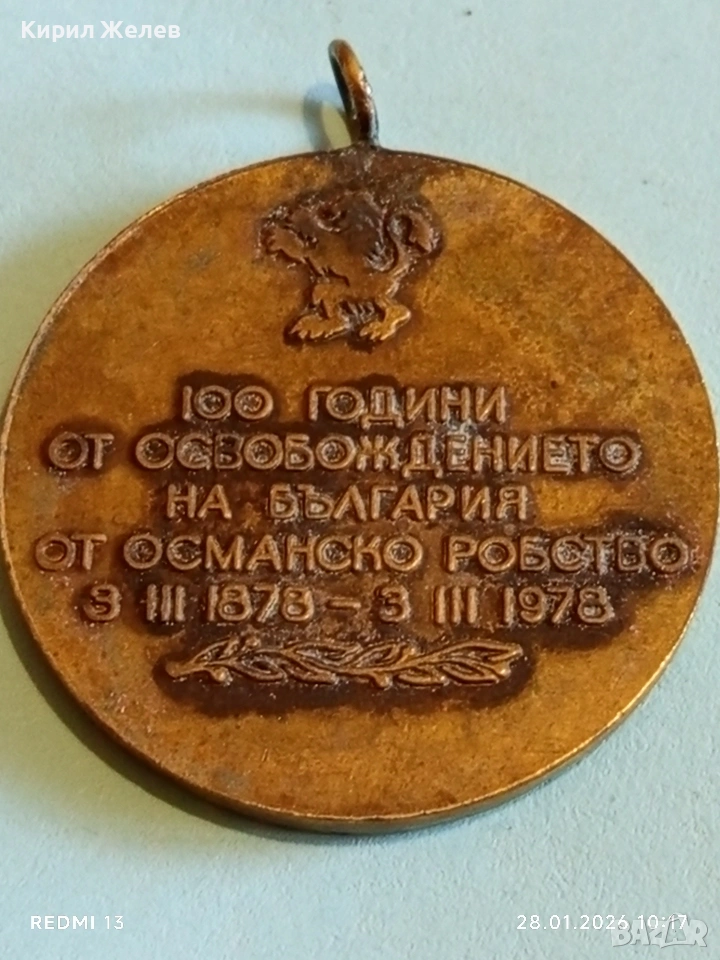 Кирил Желев
100 ГОДИНИ
ОТ ОСВОБОЖДЕНИЕТО
НА БЪЛГАРИЯ
ОТ ОСМАНСКО РОБСТВО
3 III 1878 – 3 III 1978
REDMI 13
28.01.2026 10:17
BAZAR